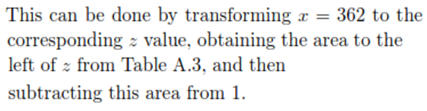 This can be done by transforming x = 362 to the
corresponding z value, obtaining the area to the
left of z from Table A.3, and then
subtracting this area from 1.